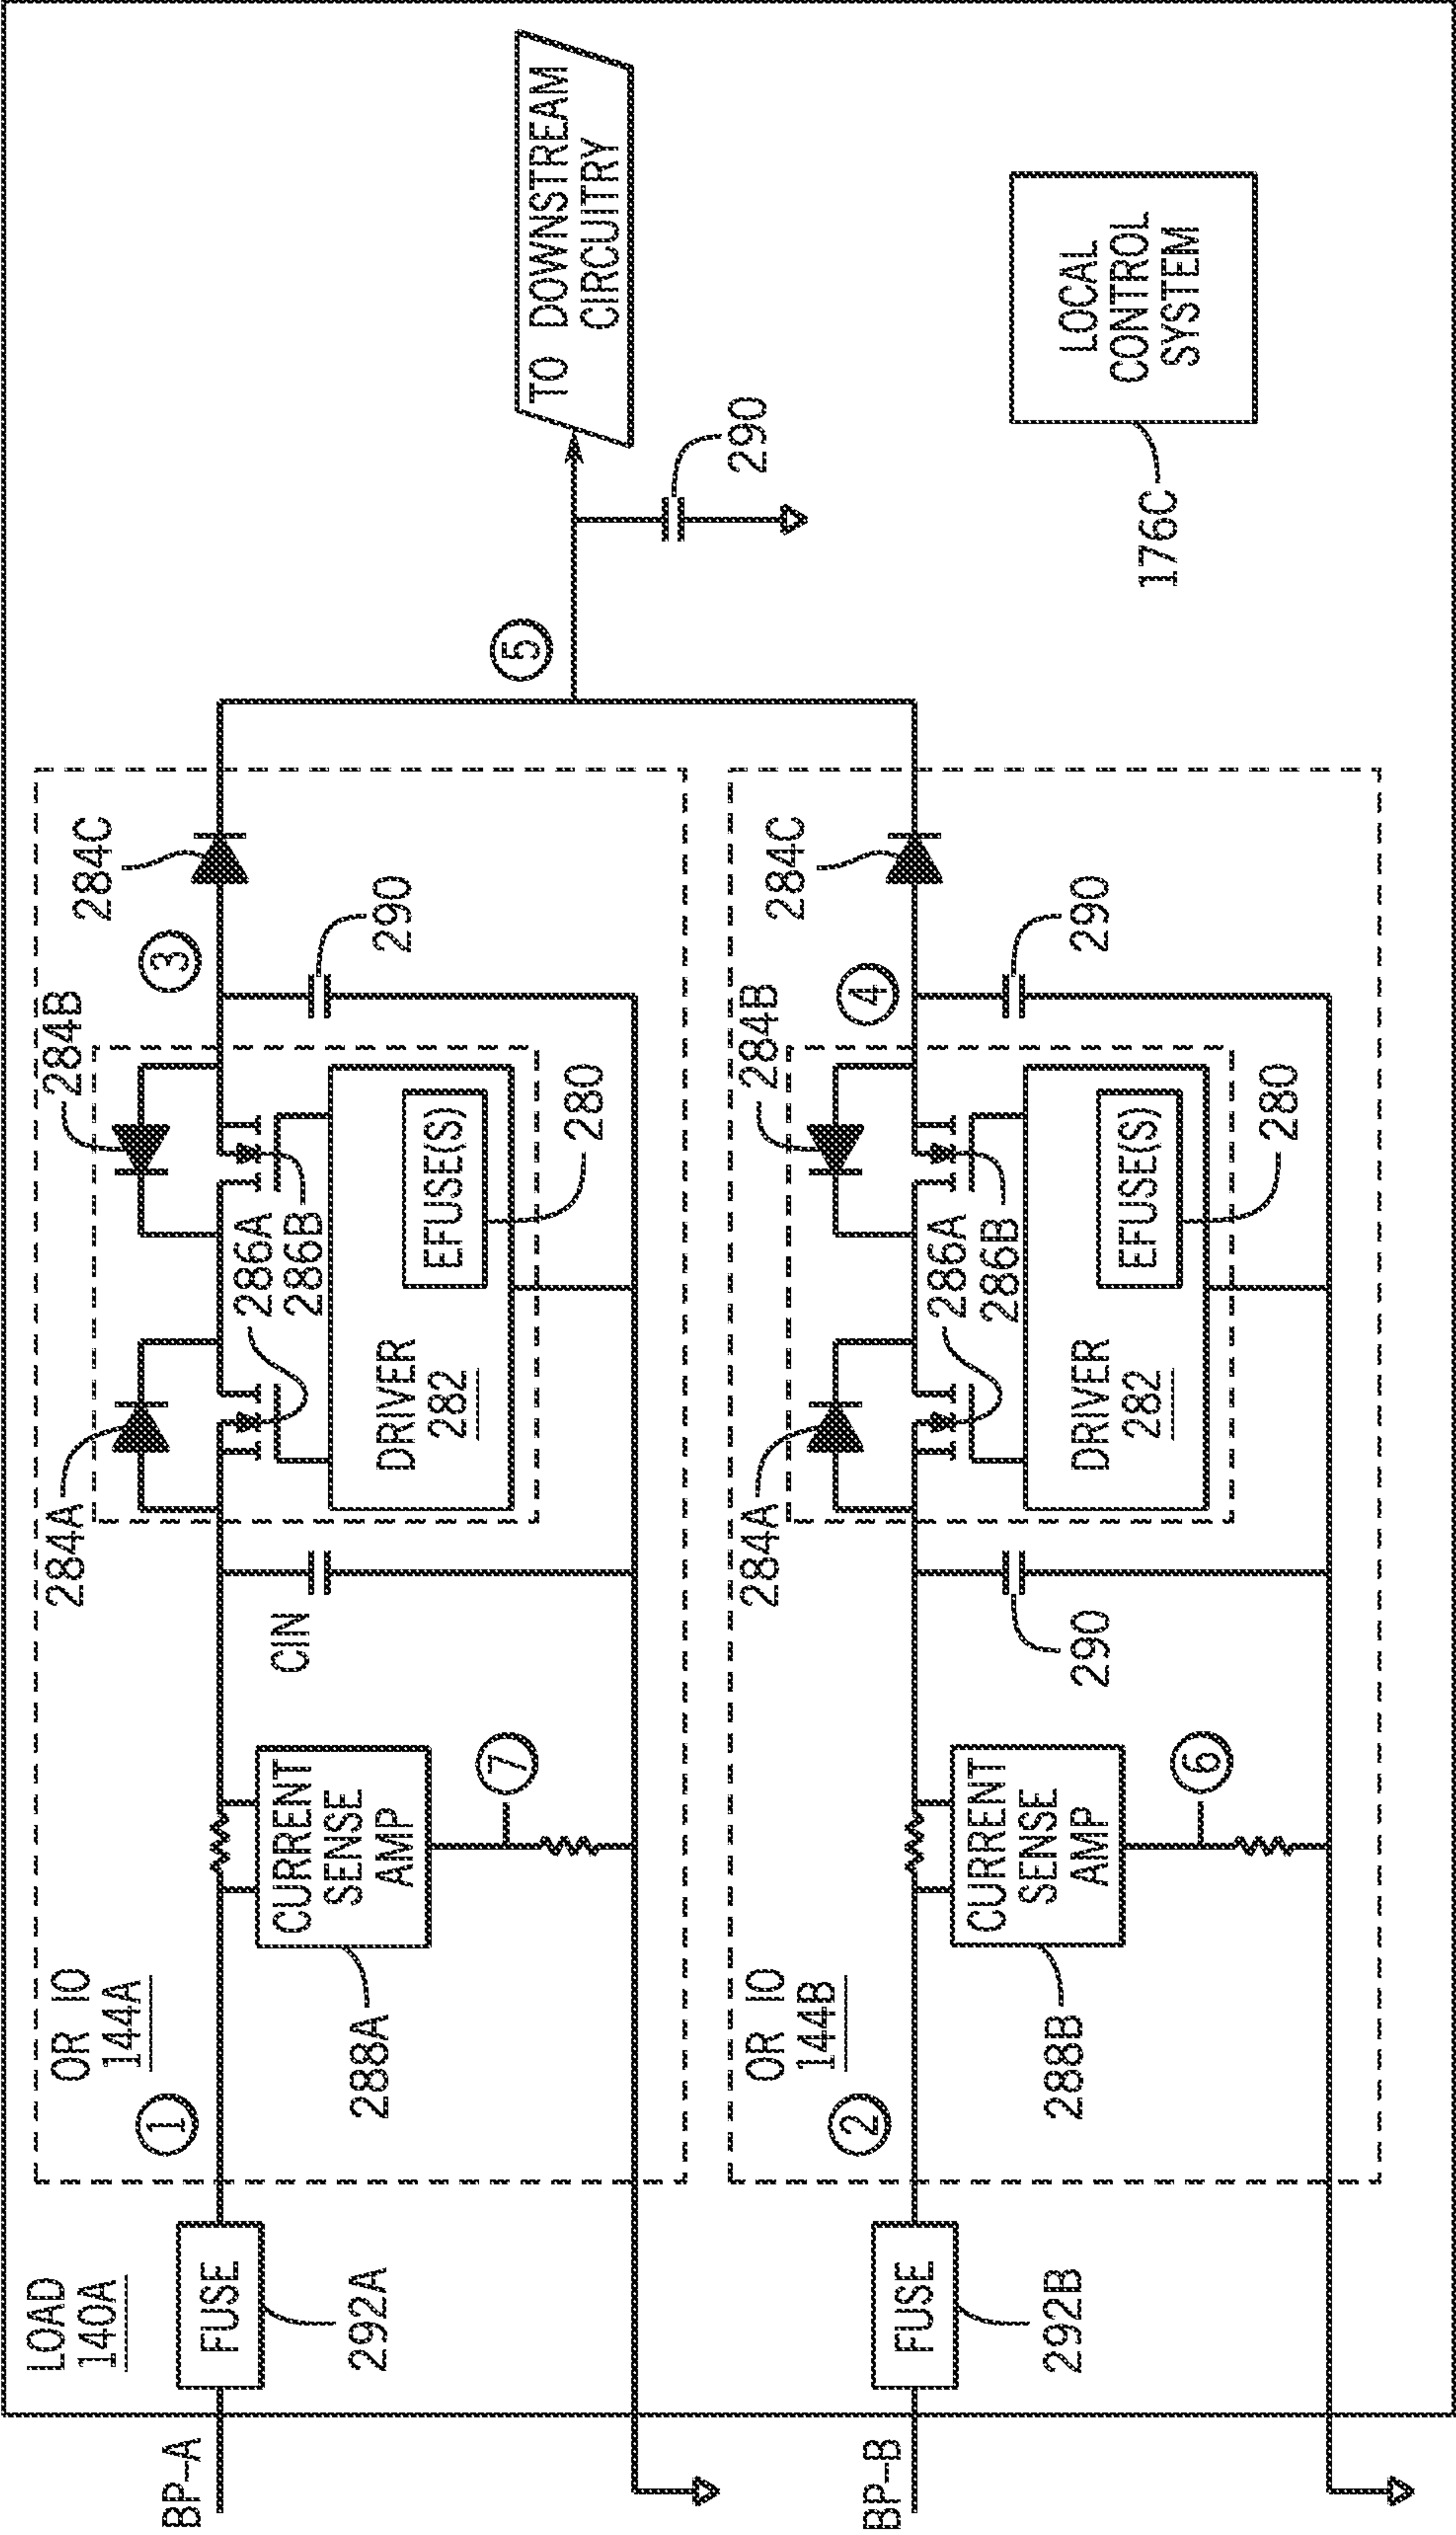 LOAD
140A
BP-A
FUSE
292A
1
OR IO
144A
CURRENT
SENSE
AMP
288A
7
CIN
284A
284B
286A
286B
DRIVER
282
EFUSE(S)
280
3
290
284C
5
TO DOWNSTREAM
CIRCUITRY
290
BP-B
FUSE
292B
2
OR IO
144B
CURRENT
SENSE
AMP
288B
6
290
284A
284B
286A
286B
DRIVER
282
EFUSE(S)
280
4
290
284C
LOCAL
CONTROL
SYSTEM
176C